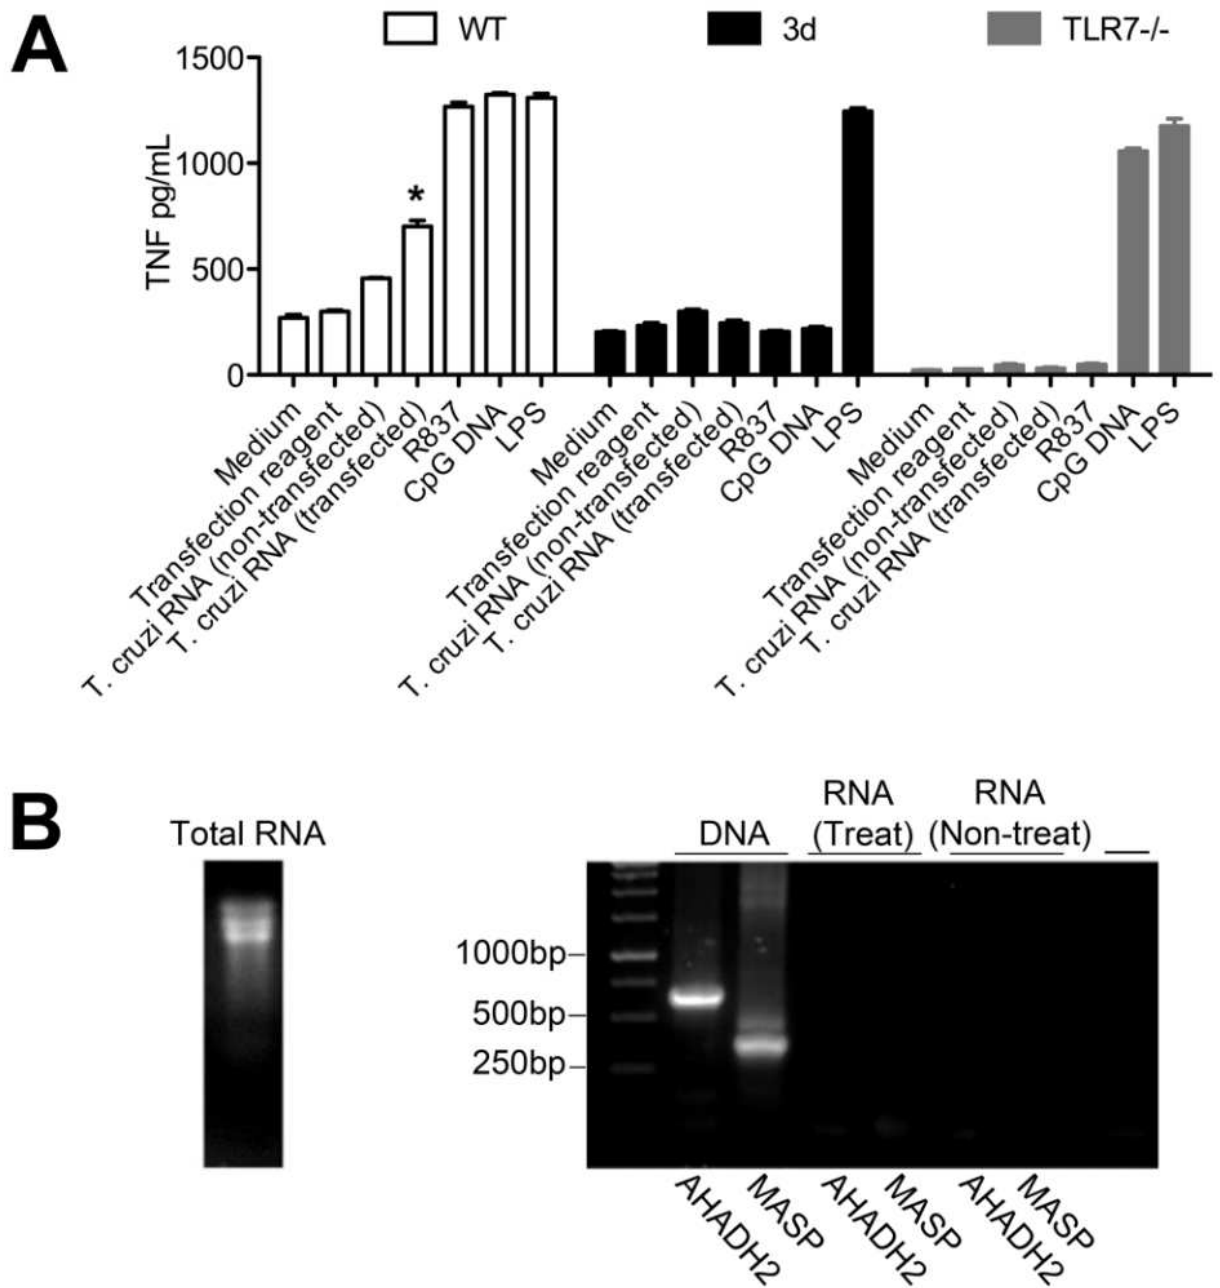 A
WT
3d
TLR7-/-
TNF pg/mL
1500
1000
500
0
Medium
Transfection reagent
T. cruzi RNA (non-transfected)
T. cruzi RNA (transfected)
R837
CpG DNA
LPS
Medium
Transfection reagent
T. cruzi RNA (non-transfected)
T. cruzi RNA (transfected)
R837
CpG DNA
LPS
Medium
Transfection reagent
T. cruzi RNA (non-transfected)
T. cruzi RNA (transfected)
R837
CpG DNA
LPS
*
B
Total RNA
DNA
RNA
(Treat)
RNA
(Non-treat)
1000bp
500bp
250bp
AHADH2
MASP
AHADH2
MASP
AHADH2
MASP